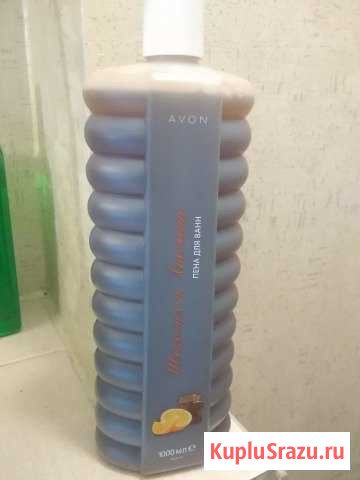 AVON
ПЕНА ДЛЯ ВАНН
Шоколад и Апельсин
1000 МЛ ℮
KupluSrazu.ru